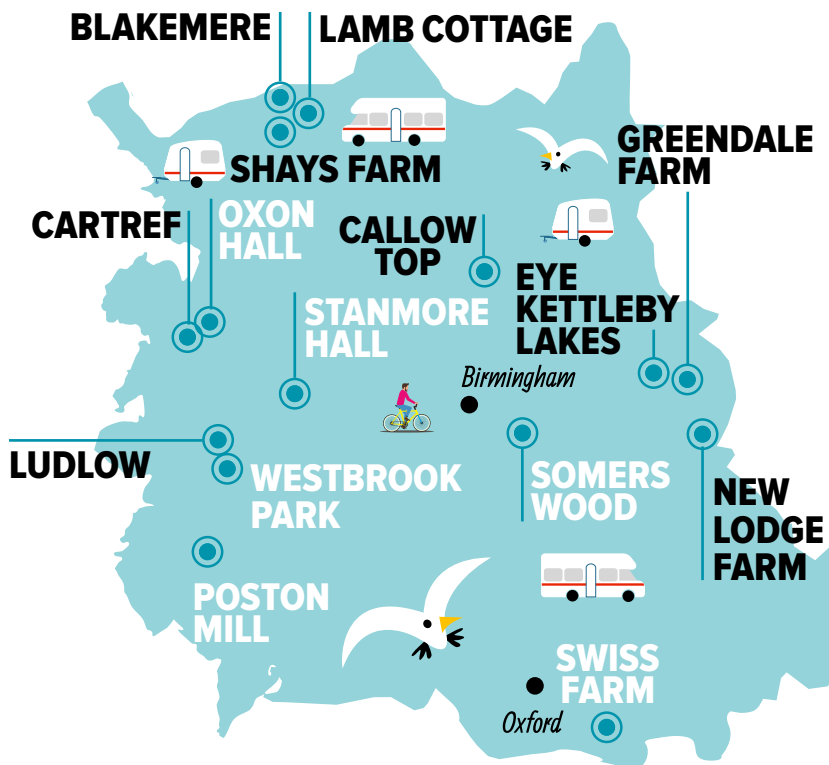 BLAKEMERE
LAMB COTTAGE
GREENDALE
FARM
SHAYS FARM
OXON
HALL
CARTREF
CALLOW
TOP
EYE
KETTLEBY
LAKES
STANMORE
HALL
Birmingham
LUDLOW
WESTBROOK
PARK
SOMERS
WOOD
NEW
LODGE
FARM
POSTON
MILL
SWISS
FARM
Oxford